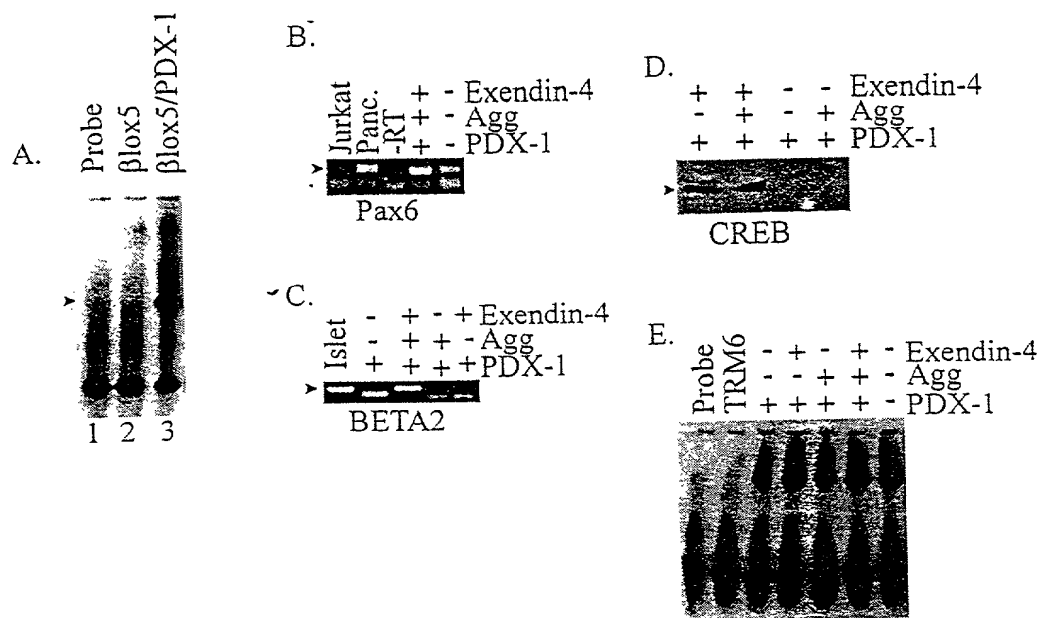 A.
Probe
βlox5
βlox5/PDX-1
1 2 3
B.
Jurkat
Panc.
-RT
+ - Exendin-4
+ - Agg
+ - PDX-1
Pax6
C.
Islet
- + - + Exendin-4
- + + - Agg
+ + + + PDX-1
BETA2
D.
+ + - - Exendin-4
- + - + Agg
+ + + + PDX-1
CREB
E.
Probe
TRM6
- + - + - Exendin-4
- - + + - Agg
+ + + + - PDX-1